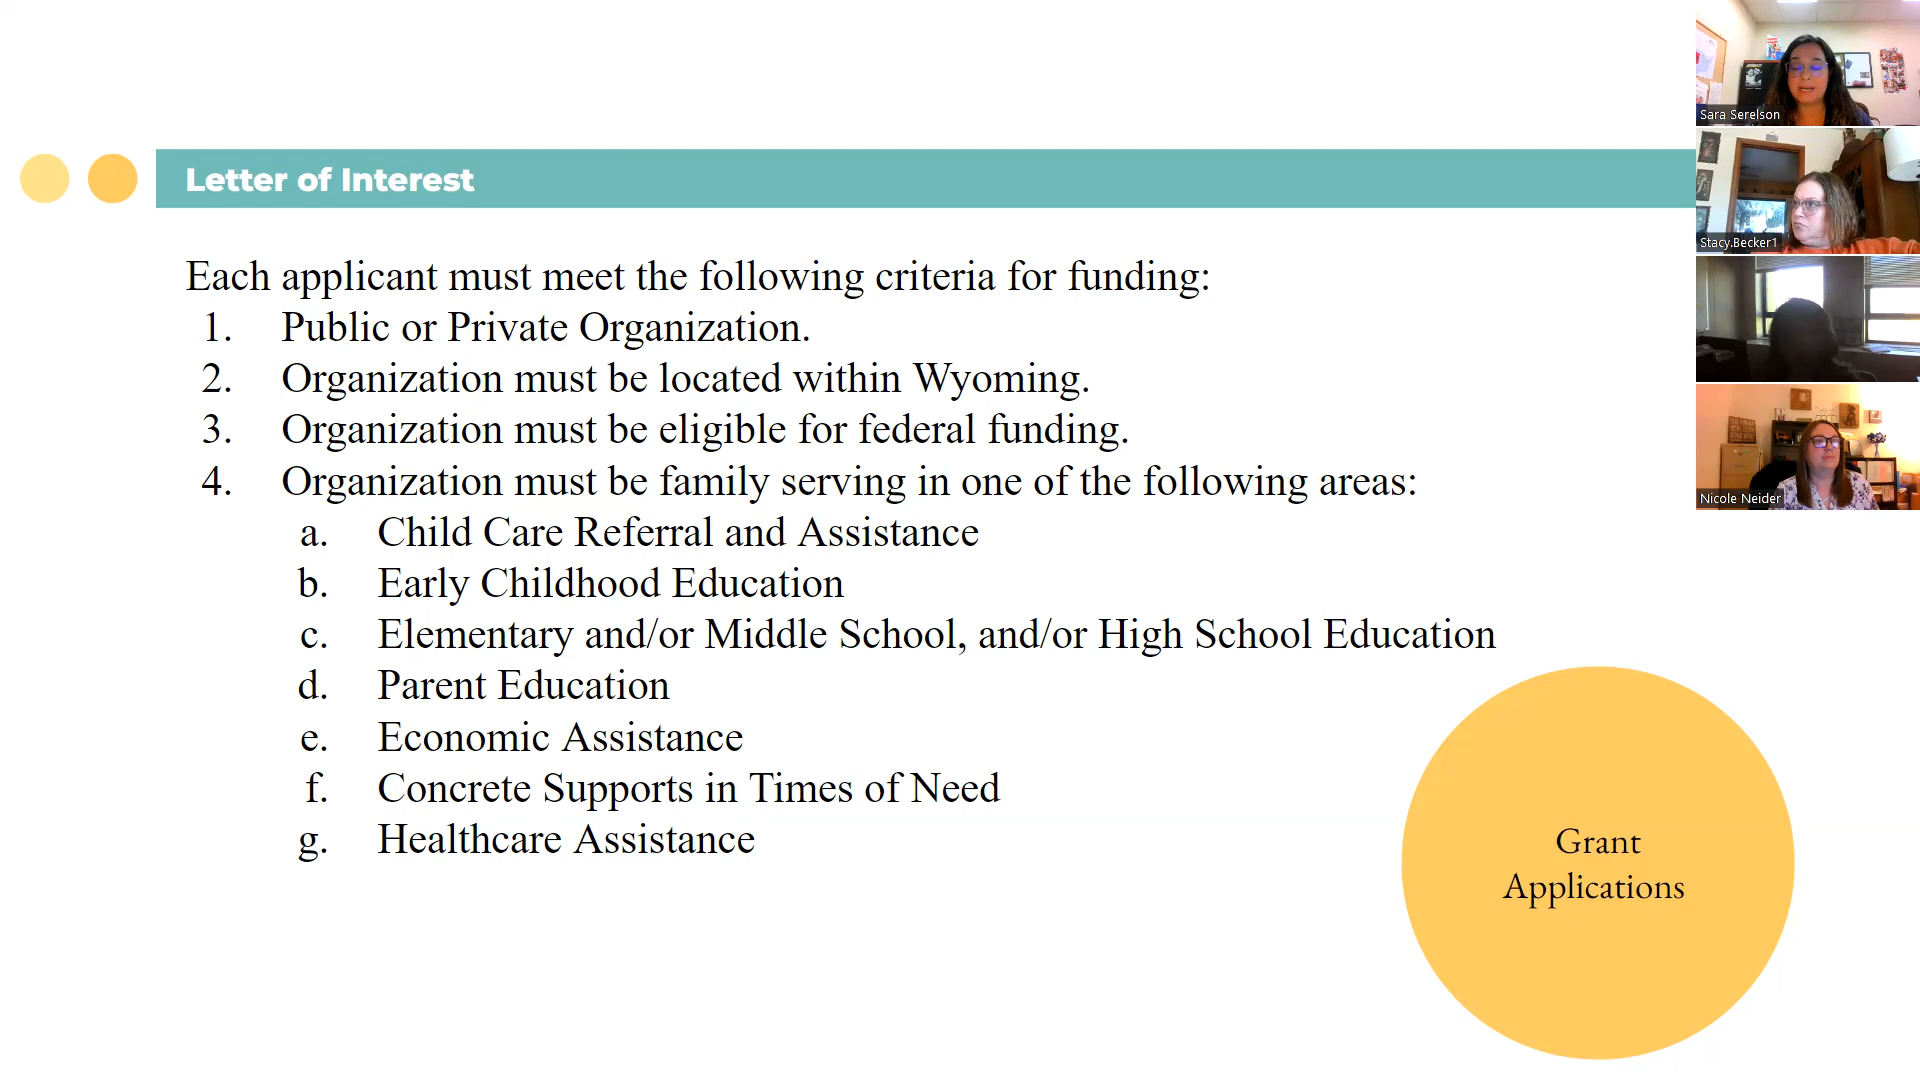 Letter of Interest
Each applicant must meet the following criteria for funding:
1. Public or Private Organization.
2. Organization must be located within Wyoming.
3. Organization must be eligible for federal funding.
4. Organization must be family serving in one of the following areas:
a. Child Care Referral and Assistance
b. Early Childhood Education
c. Elementary and/or Middle School, and/or High School Education
d. Parent Education
e. Economic Assistance
f. Concrete Supports in Times of Need
g. Healthcare Assistance
Grant
Applications
Sara Serelson
Stacy.Becker1
Nicole Neider